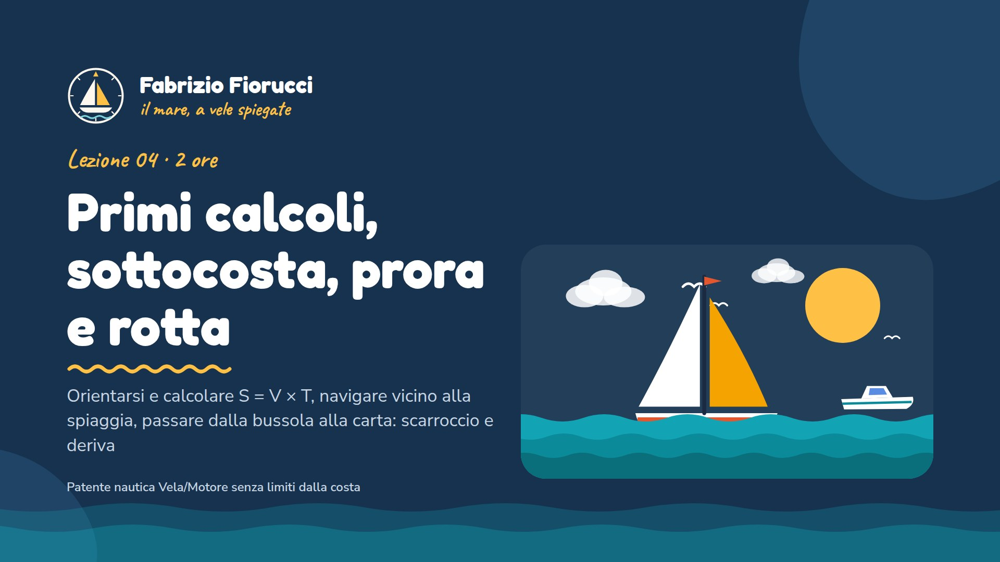 Fabrizio Fiorucci
il mare, a vele spiegate
Lezione 04 · 2 ore
Primi calcoli,
sottocosta, prora
e rotta
Orientarsi e calcolare S = V × T, navigare vicino alla
spiaggia, passare dalla bussola alla carta: scarroccio e
deriva
Patente nautica Vela/Motore senza limiti dalla costa